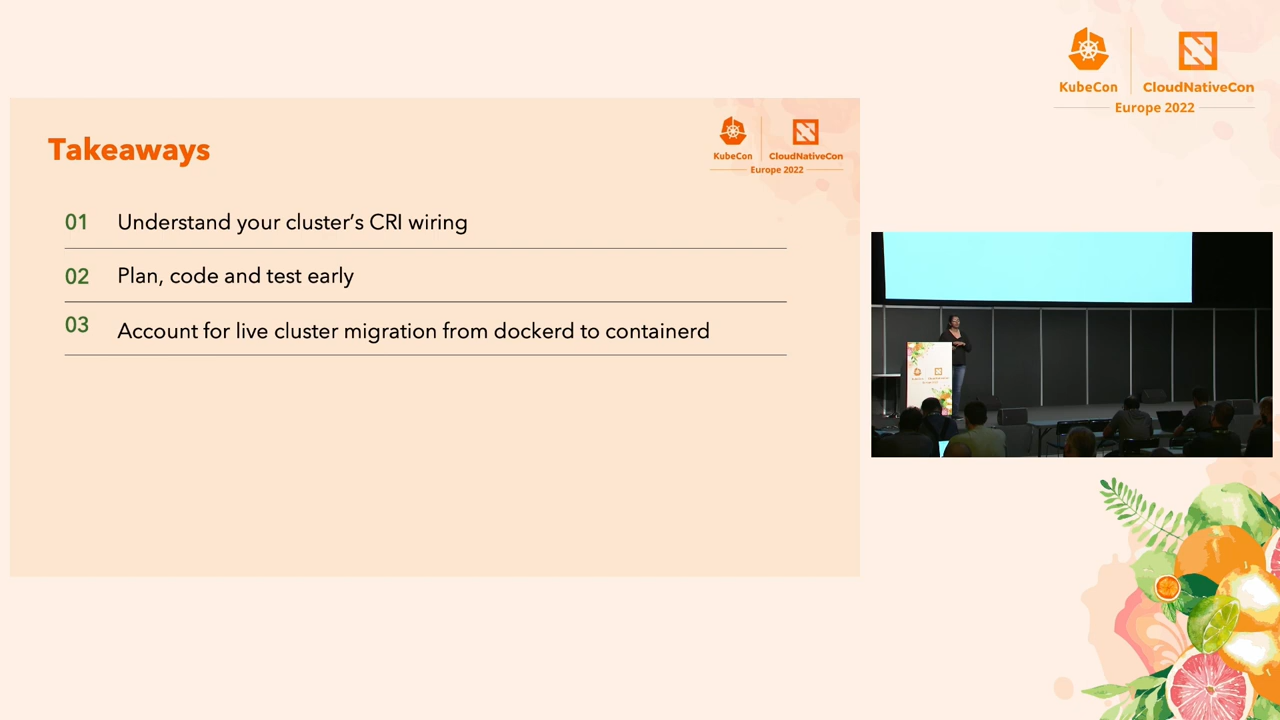 KubeCon
CloudNativeCon
Europe 2022
Takeaways
KubeCon
CloudNativeCon
Europe 2022
01 Understand your cluster’s CRI wiring
02 Plan, code and test early
03 Account for live cluster migration from dockerd to containerd